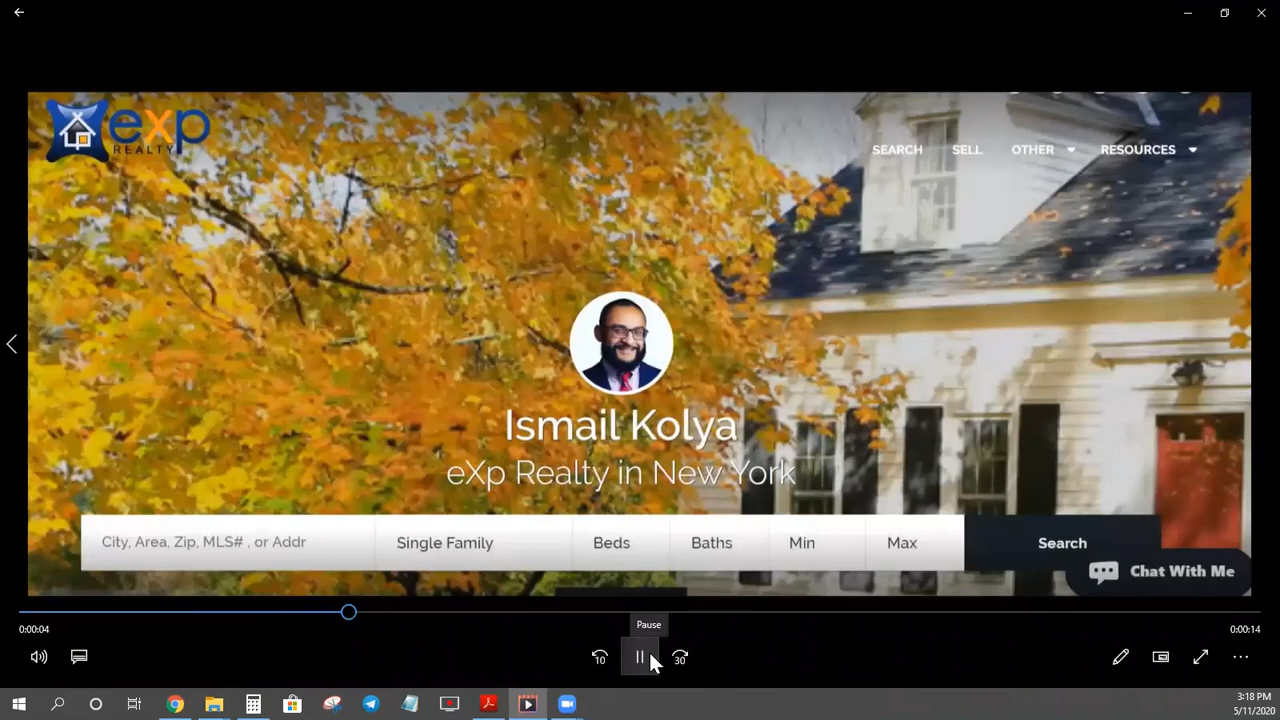 exp
REALTY
SEARCH SELL OTHER RESOURCES
Ismail Kolya
eXp Realty in New York
City, Area, Zip, MLS# , or Addr Single Family Beds Baths Min Max Search
Chat With Me
Pause
0:00:04 0:00:14
10 30
3:18 PM
5/11/2020